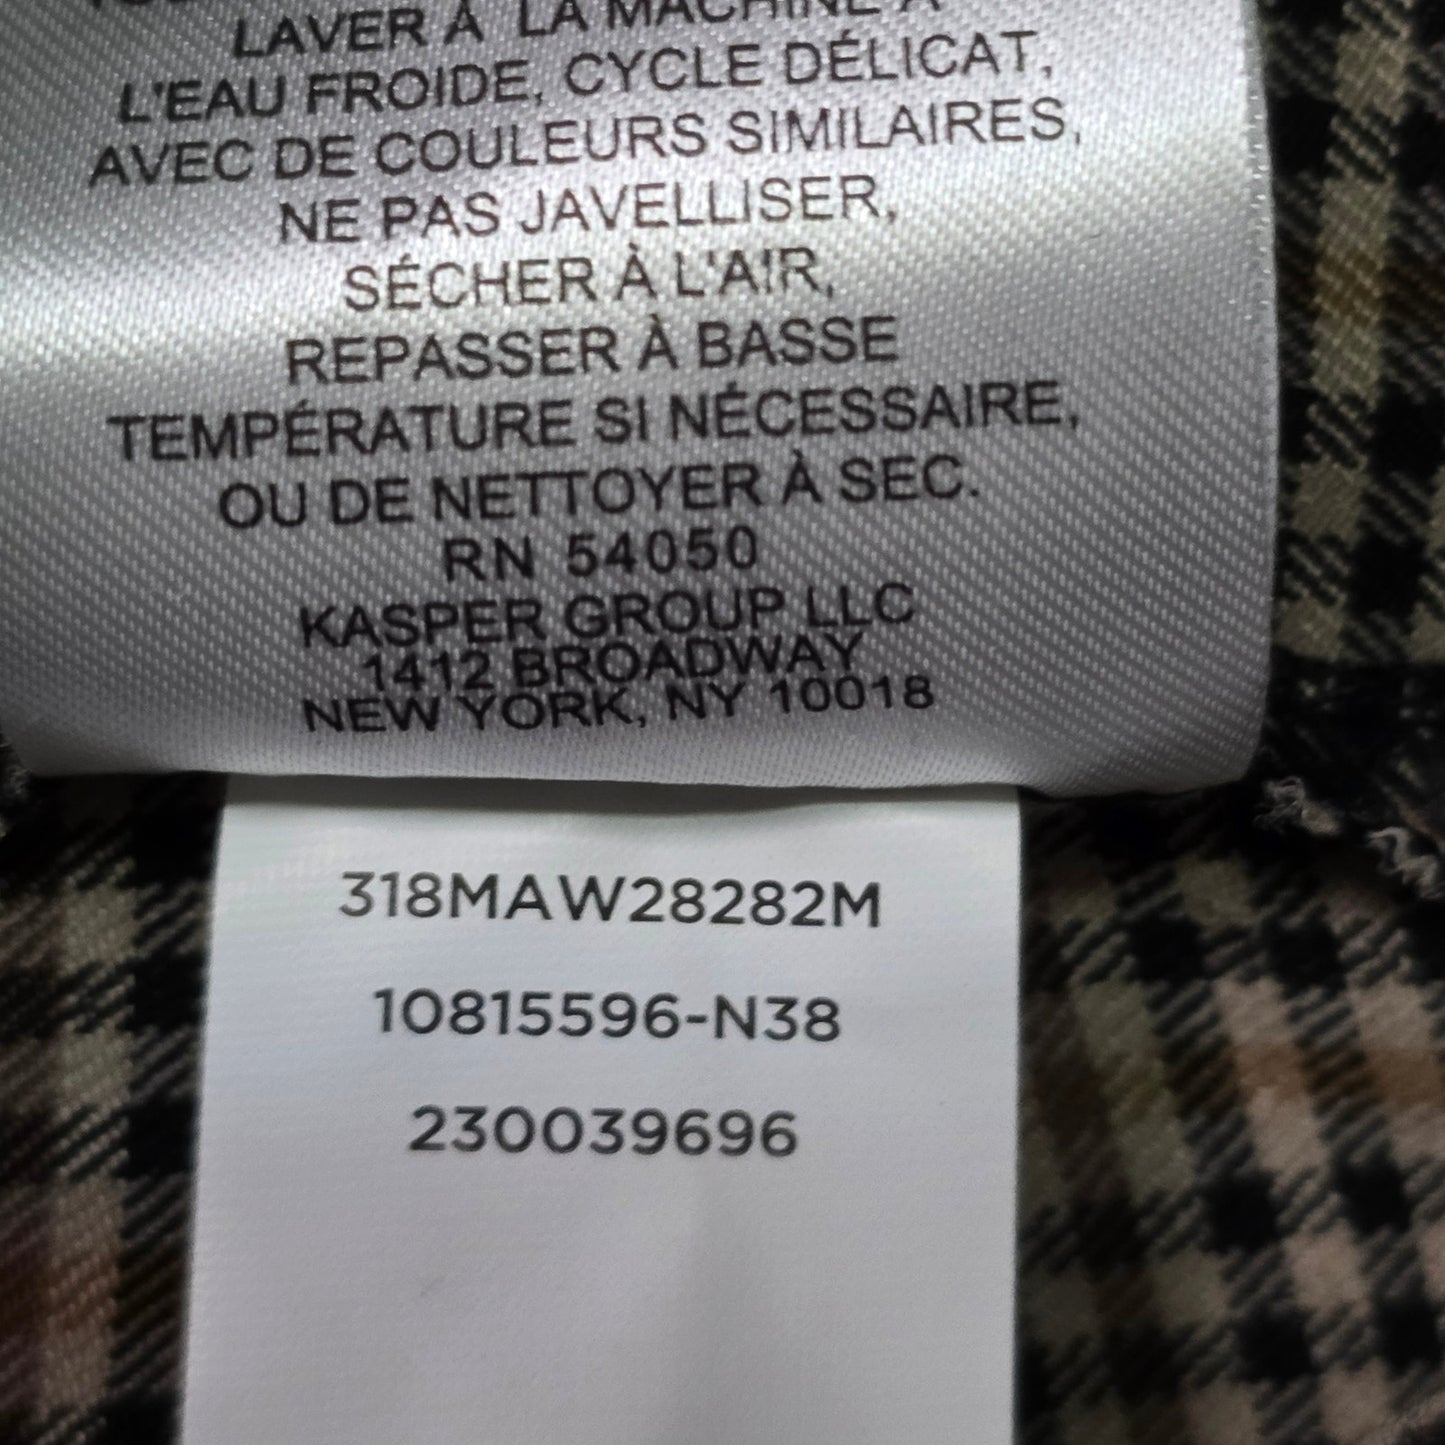 LAVER À LA MACHINE À
L'EAU FROIDE, CYCLE DÉLICAT,
AVEC DE COULEURS SIMILAIRES,
NE PAS JAVELLISER,
SÉCHER À L'AIR,
REPASSER À BASSE
TEMPÉRATURE SI NÉCESSAIRE,
OU DE NETTOYER À SEC.
RN 54050
KASPER GROUP LLC
1412 BROADWAY
NEW YORK, NY 10018
318MAW28282M
10815596-N38
230039696